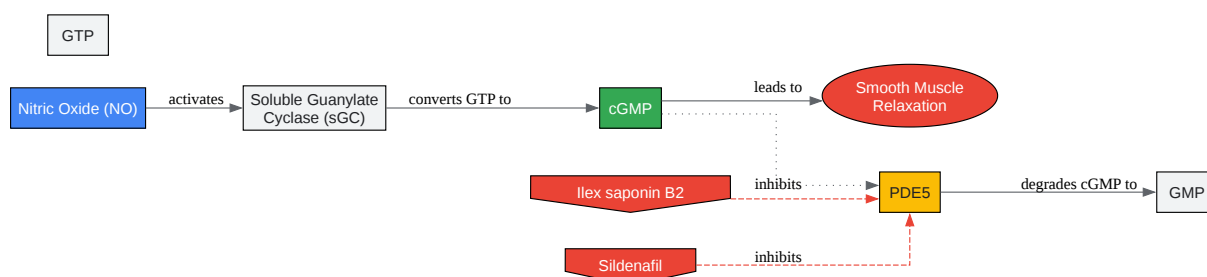 GTP
Nitric Oxide (NO)
activates
Soluble Guanylate
Cyclase (sGC)
converts GTP to
cGMP
leads to
Smooth Muscle
Relaxation
Ilex saponin B2
inhibits
PDE5
degrades cGMP to
GMP
Sildenafil
inhibits